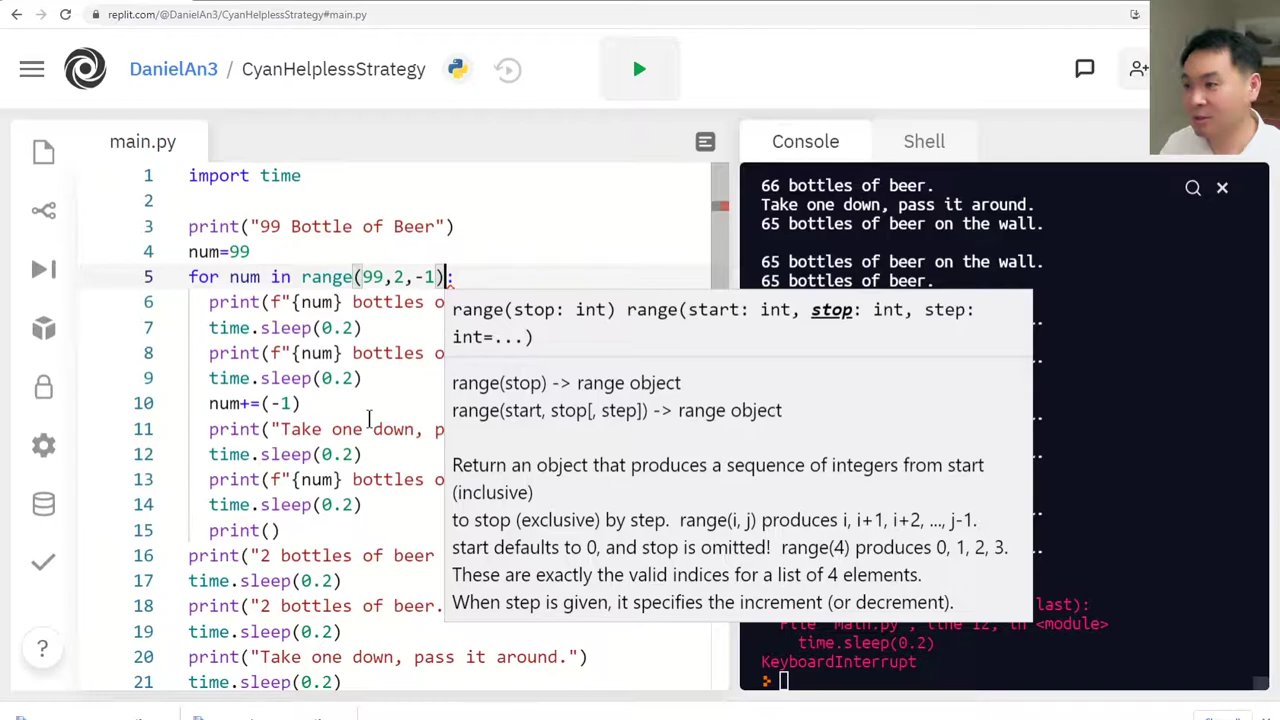 replit.com/@DanielAn3/CyanHelplessStrategy#main.py
DanielAn3 / CyanHelplessStrategy
main.py
1 import time
2
3 print("99 Bottle of Beer")
4 num=99
5 for num in range(99,2,-1):
6 print(f"{num} bottles o
7 time.sleep(0.2)
8 print(f"{num} bottles o
9 time.sleep(0.2)
10 num+=(-1)
11 print("Take one down, p
12 time.sleep(0.2)
13 print(f"{num} bottles o
14 time.sleep(0.2)
15 print()
16 print("2 bottles of beer
17 time.sleep(0.2)
18 print("2 bottles of beer.
19 time.sleep(0.2)
20 print("Take one down, pass it around.")
21 time.sleep(0.2)
range(stop: int) range(start: int, stop: int, step:
int=...)
range(stop) -> range object
range(start, stop[, step]) -> range object
Return an object that produces a sequence of integers from start
(inclusive)
to stop (exclusive) by step. range(i, j) produces i, i+1, i+2, ..., j-1.
start defaults to 0, and stop is omitted! range(4) produces 0, 1, 2, 3.
These are exactly the valid indices for a list of 4 elements.
When step is given, it specifies the increment (or decrement).
Console Shell
66 bottles of beer.
Take one down, pass it around.
65 bottles of beer on the wall.
65 bottles of beer on the wall.
65 bottles of beer.
last):
File "main.py", line 12, in <module>
time.sleep(0.2)
KeyboardInterrupt
?